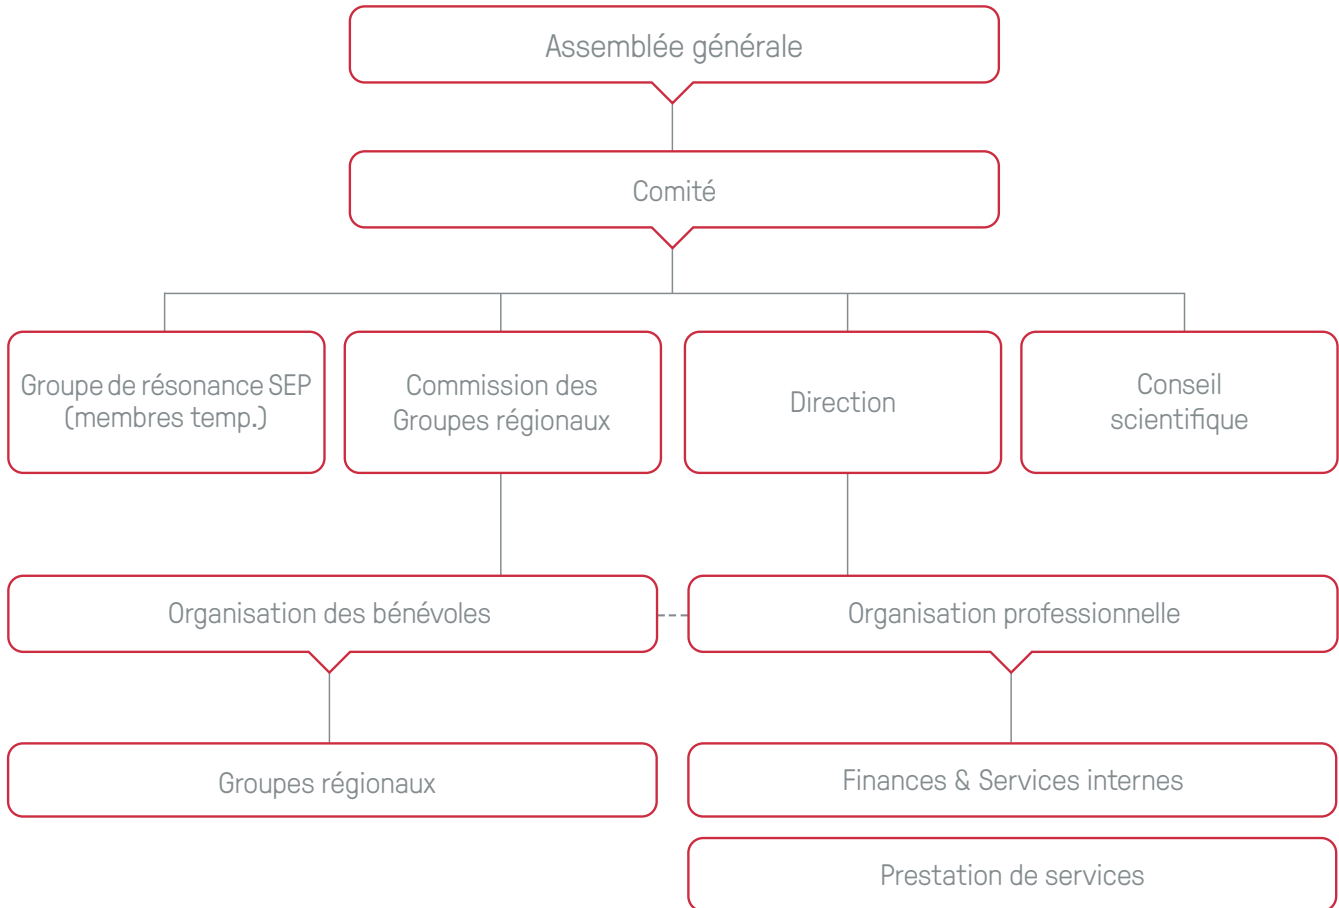 Assemblée générale
Comité
Groupe de résonance SEP
(membres temp.)
Commission des
Groupes régionaux
Direction
Conseil
scientifique
Organisation des bénévoles
Organisation professionnelle
Groupes régionaux
Finances & Services internes
Prestation de services